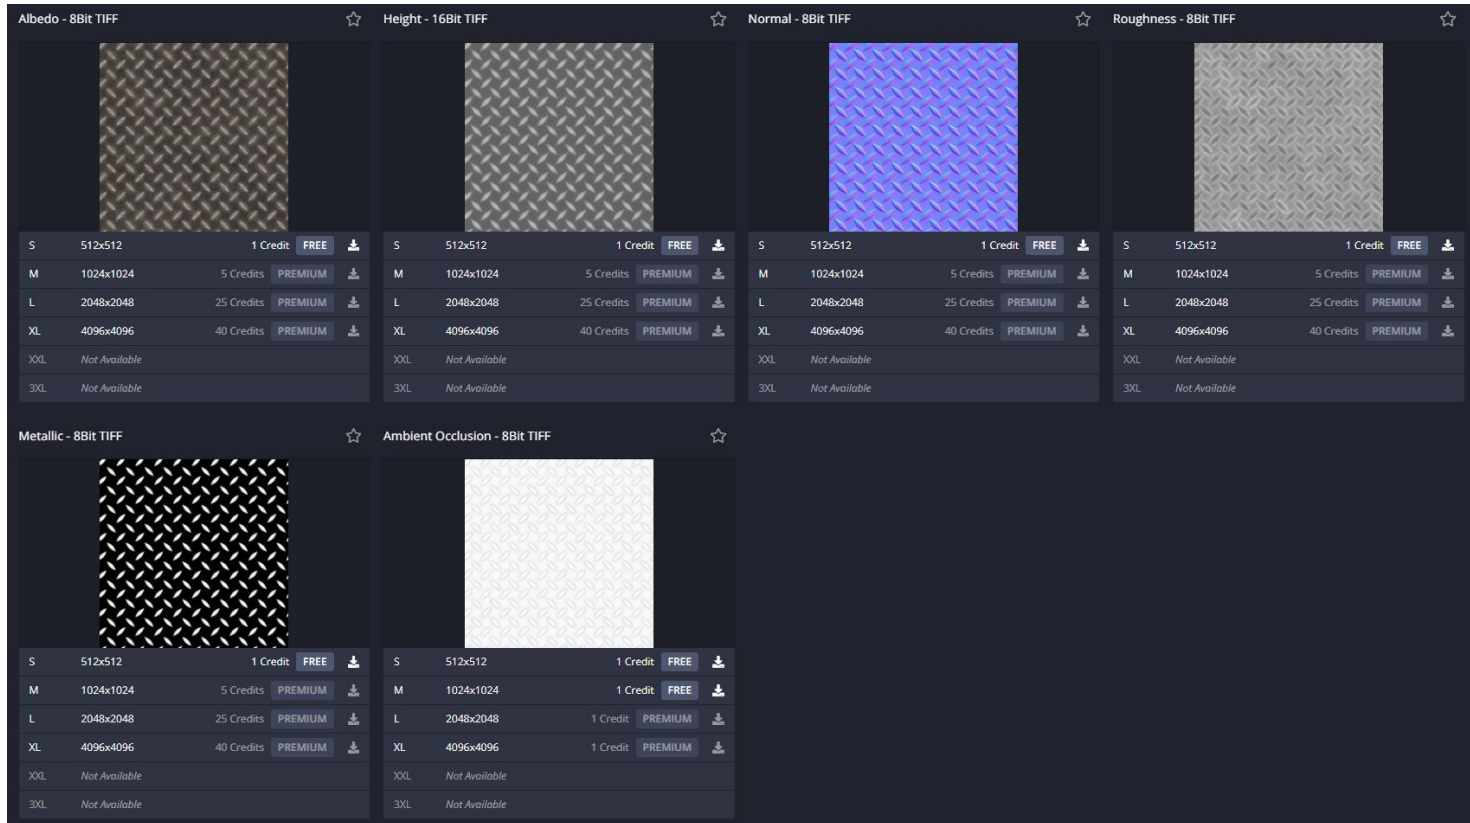 Albedo - 8Bit TIFF
S 512x512 1 Credit FREE
M 1024x1024 5 Credits PREMIUM
L 2048x2048 25 Credits PREMIUM
XL 4096x4096 40 Credits PREMIUM
XXL Not Available
3XL Not Available
Height - 16Bit TIFF
S 512x512 1 Credit FREE
M 1024x1024 5 Credits PREMIUM
L 2048x2048 25 Credits PREMIUM
XL 4096x4096 40 Credits PREMIUM
XXL Not Available
3XL Not Available
Normal - 8Bit TIFF
S 512x512 1 Credit FREE
M 1024x1024 5 Credits PREMIUM
L 2048x2048 25 Credits PREMIUM
XL 4096x4096 40 Credits PREMIUM
XXL Not Available
3XL Not Available
Roughness - 8Bit TIFF
S 512x512 1 Credit FREE
M 1024x1024 5 Credits PREMIUM
L 2048x2048 25 Credits PREMIUM
XL 4096x4096 40 Credits PREMIUM
XXL Not Available
3XL Not Available
Metallic - 8Bit TIFF
S 512x512 1 Credit FREE
M 1024x1024 5 Credits PREMIUM
L 2048x2048 25 Credits PREMIUM
XL 4096x4096 40 Credits PREMIUM
XXL Not Available
3XL Not Available
Ambient Occlusion - 8Bit TIFF
S 512x512 1 Credit FREE
M 1024x1024 1 Credit FREE
L 2048x2048 1 Credit PREMIUM
XL 4096x4096 1 Credit PREMIUM
XXL Not Available
3XL Not Available